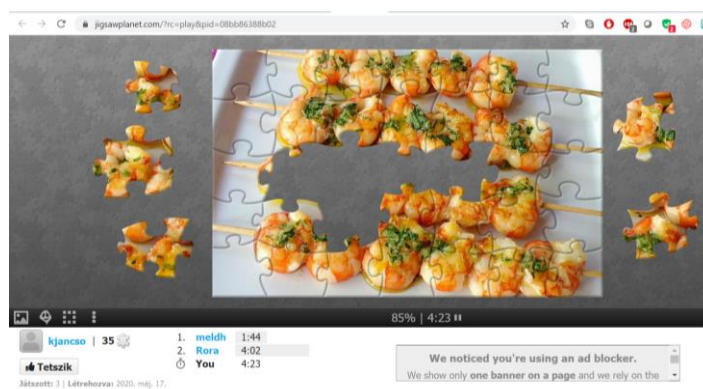 jigsawplanet.com/?rc=play&pid=08bb86388b02
85% | 4:23
kjancso | 35
Tetszik
Játszott: 3 | Létrehozva: 2020. máj. 17.
1. meldh 1:44
2. Rora 4:02
You 4:23
We noticed you're using an ad blocker.
We show only one banner on a page and we rely on the